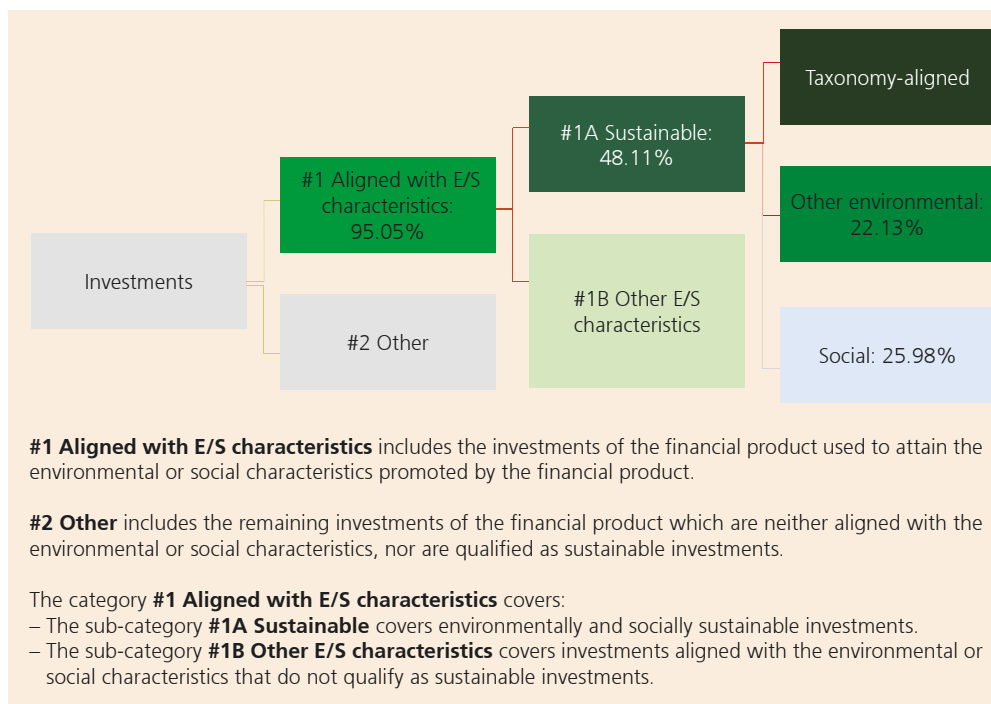 Investments
#1 Aligned with E/S
characteristics:
95.05%
#2 Other
#1A Sustainable:
48.11%
#1B Other E/S
characteristics
Taxonomy-aligned
Other environmental:
22.13%
Social: 25.98%
#1 Aligned with E/S characteristics includes the investments of the financial product used to attain the
environmental or social characteristics promoted by the financial product.
#2 Other includes the remaining investments of the financial product which are neither aligned with the
environmental or social characteristics, nor are qualified as sustainable investments.
The category #1 Aligned with E/S characteristics covers:
– The sub-category #1A Sustainable covers environmentally and socially sustainable investments.
– The sub-category #1B Other E/S characteristics covers investments aligned with the environmental or
social characteristics that do not qualify as sustainable investments.